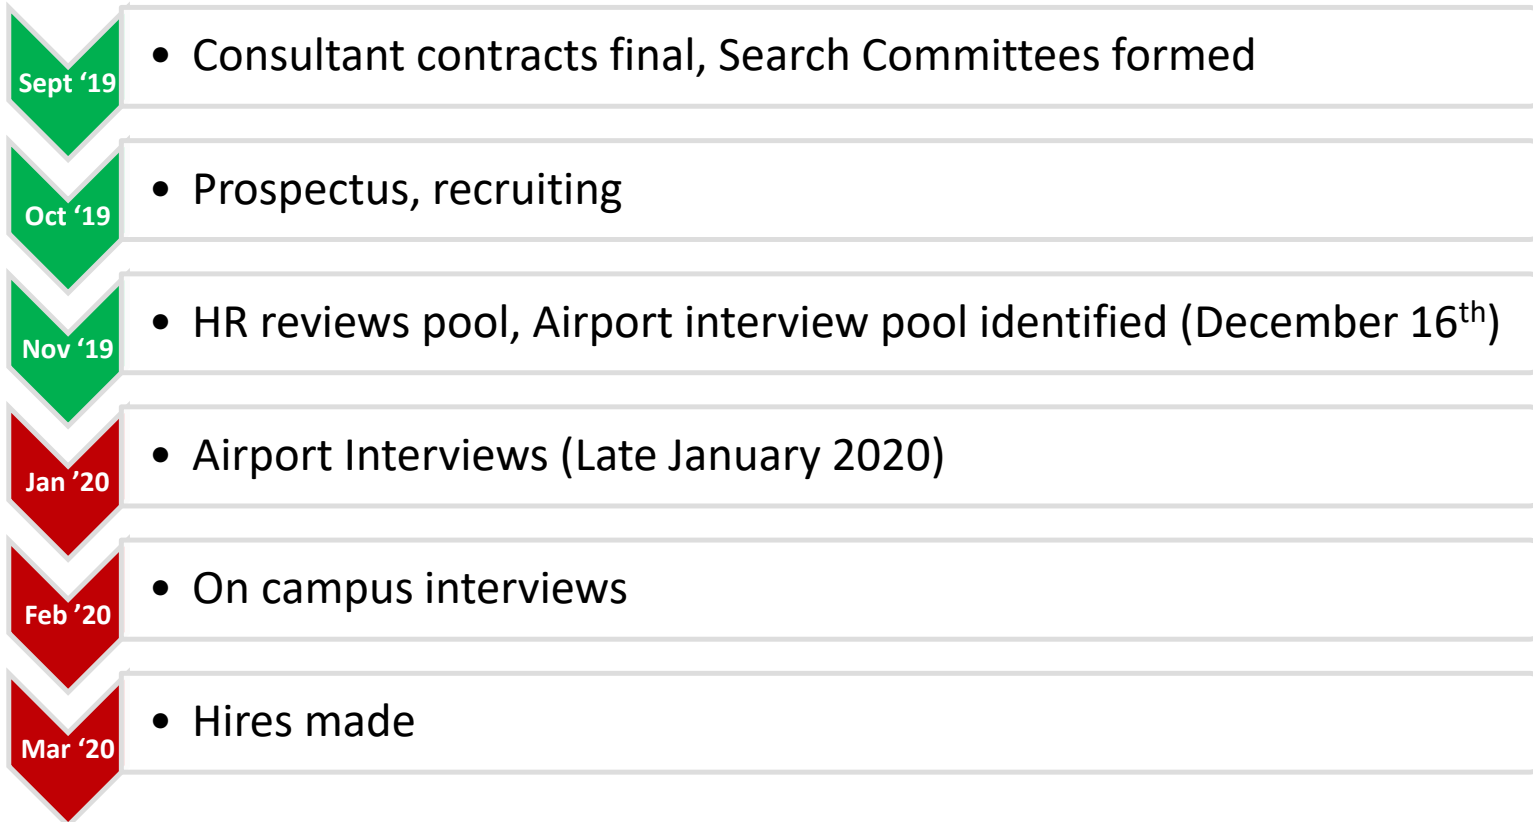 Sept ‘19
• Consultant contracts final, Search Committees formed
Oct ‘19
• Prospectus, recruiting
Nov ‘19
• HR reviews pool, Airport interview pool identified (December 16th)
Jan ’20
• Airport Interviews (Late January 2020)
Feb ’20
• On campus interviews
Mar ‘20
• Hires made